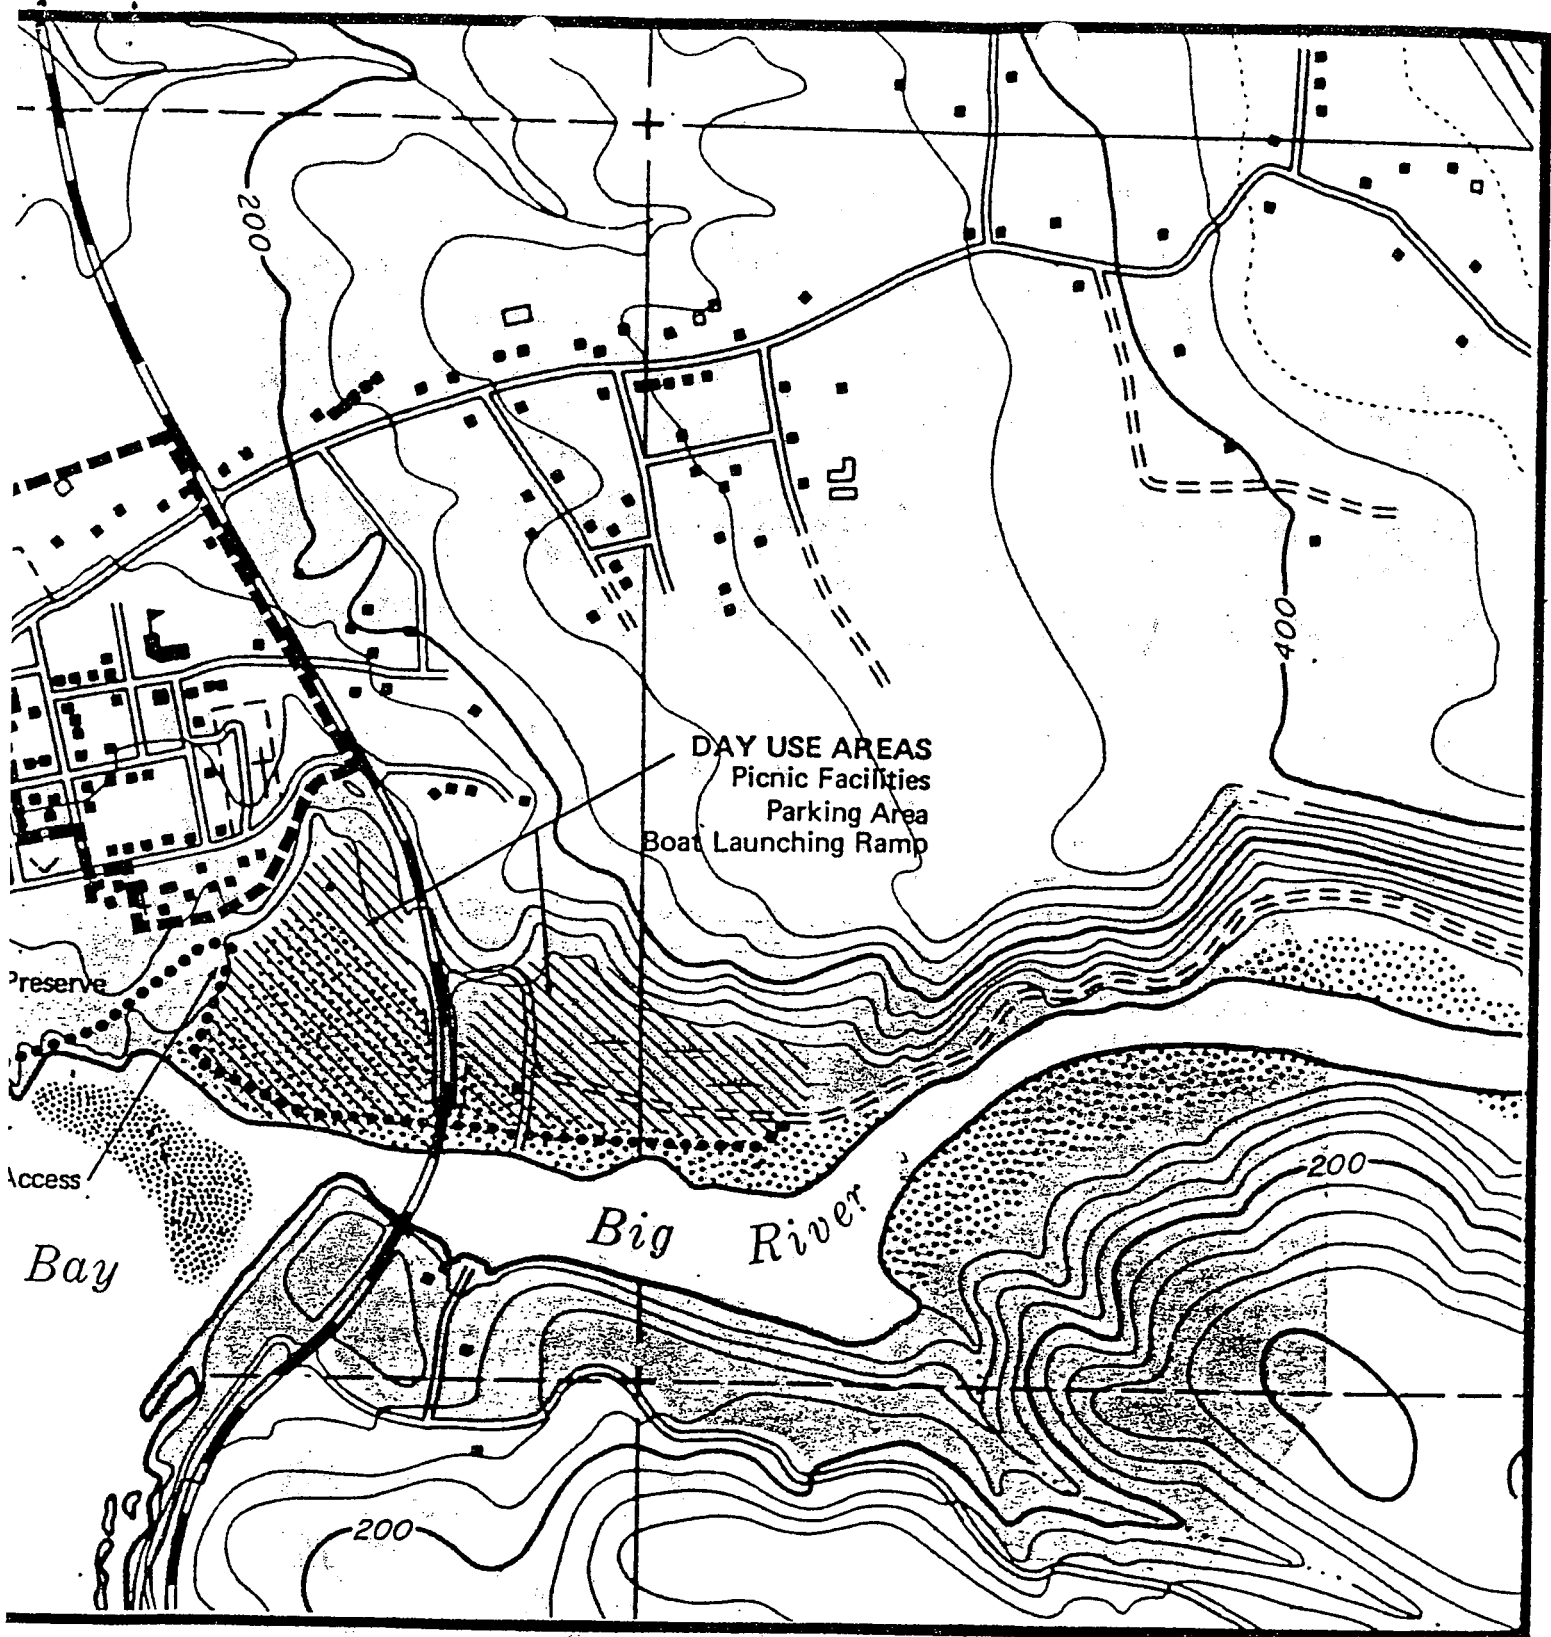 200
400
DAY USE AREAS
Picnic Facilities
Parking Area
Boat Launching Ramp
Preserve
Access
200
Big River
Bay
200